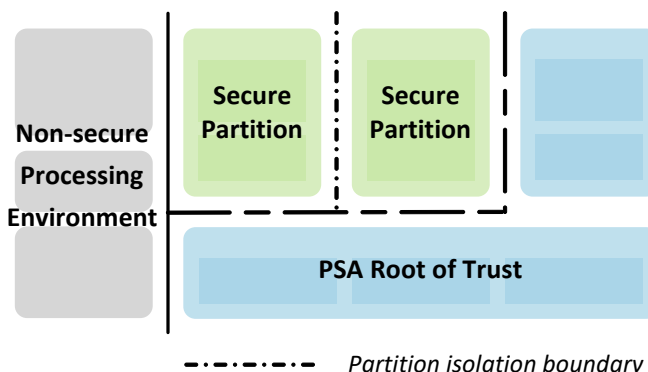 Non-secure
Processing
Environment
Secure
Partition
Secure
Partition
PSA Root of Trust
Partition isolation boundary